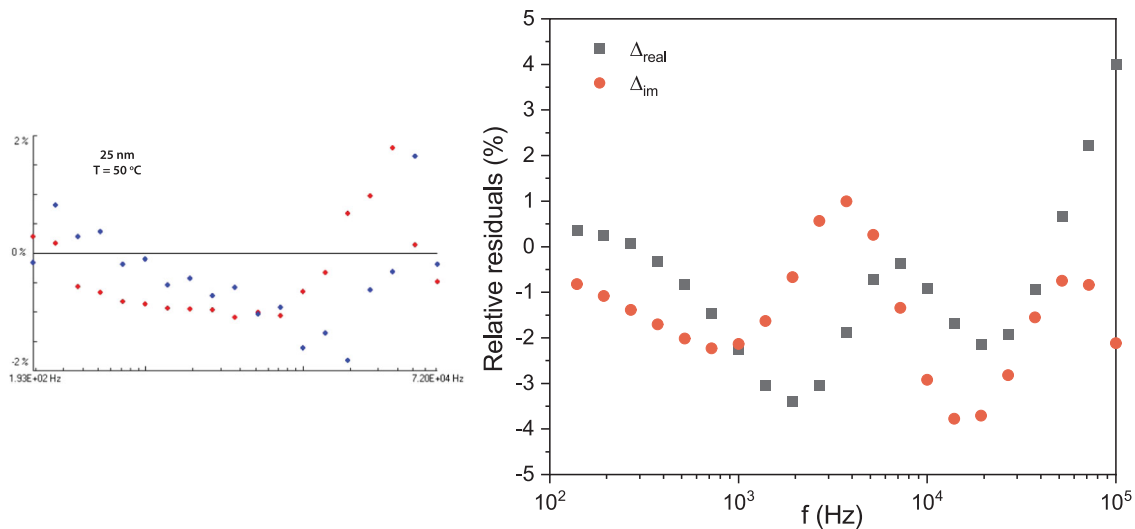 2 %
25 nm
T = 50 ºC
0 %
-2 %
1.93E+02 Hz
7.20E+04 Hz
Relative residuals (%)
5
4
3
2
1
0
-1
-2
-3
-4
-5
Δreal
Δim
10²
10³
10⁴
10⁵
f (Hz)